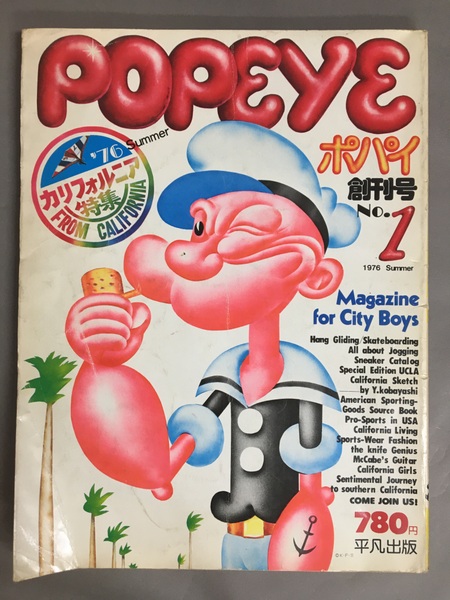 POPEYE
'76 Summer
カリフォルニア
特集
FROM CALIFORNIA
ポパイ
創刊号
No.1
1976 Summer
Magazine
for City Boys
Hang Gliding/Skateboarding
All about Jogging
Sneaker Catalog
Special Edition UCLA
California Sketch
by Y.kobayashi
American Sporting-
Goods Source Book
Pro-Sports in USA
California Living
Sports-Wear Fashion
the knife Genius
McCabe's Guitar
California Girls
Sentimental Journey
to southern California
COME JOIN US!
780円
平凡出版